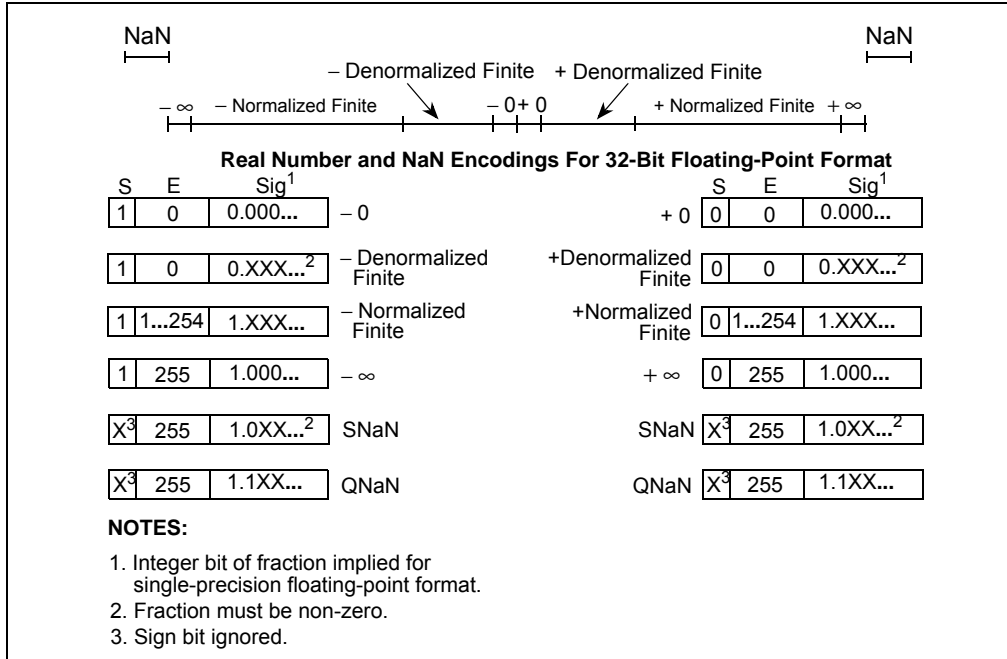 NaN NaN
– Denormalized Finite + Denormalized Finite
– ∞ – Normalized Finite – 0 + 0 + Normalized Finite + ∞
Real Number and NaN Encodings For 32-Bit Floating-Point Format
S E Sig1 S E Sig1
1 0 0.000... – 0 + 0 0 0 0.000...
1 0 0.XXX...2 – Denormalized Finite +Denormalized Finite 0 0 0.XXX...2
1 1...254 1.XXX... – Normalized Finite +Normalized Finite 0 1...254 1.XXX...
1 255 1.000... – ∞ + ∞ 0 255 1.000...
X3 255 1.0XX...2 SNaN SNaN X3 255 1.0XX...2
X3 255 1.1XX... QNaN QNaN X3 255 1.1XX...
NOTES:
1. Integer bit of fraction implied for
single-precision floating-point format.
2. Fraction must be non-zero.
3. Sign bit ignored.